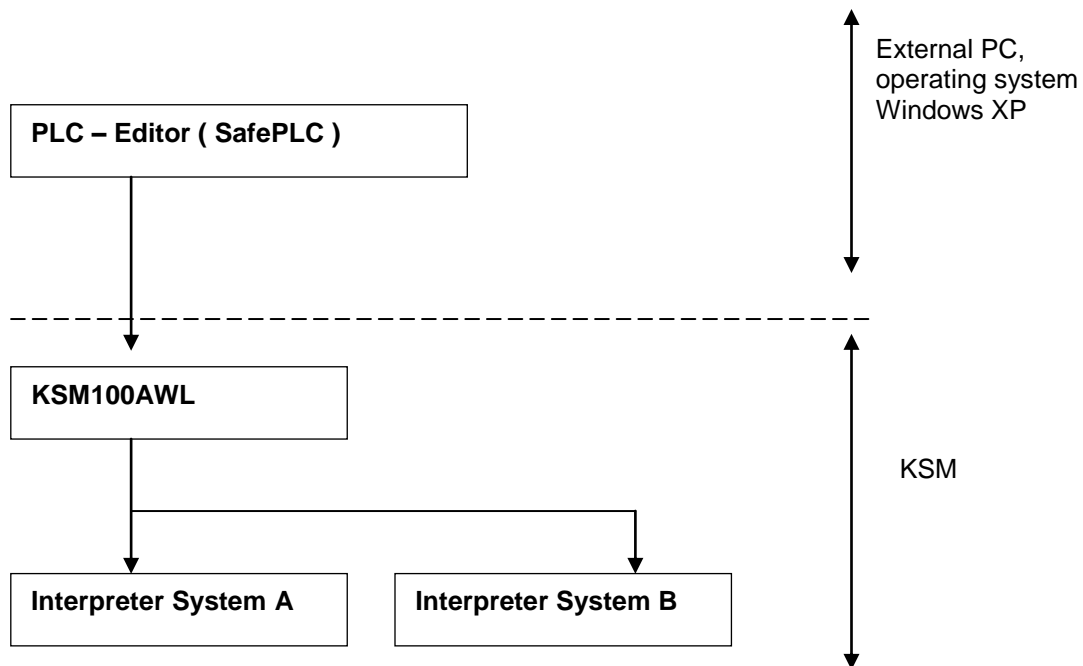 External PC,
operating system
Windows XP
PLC – Editor ( SafePLC )
KSM100AWL
KSM
Interpreter System A
Interpreter System B